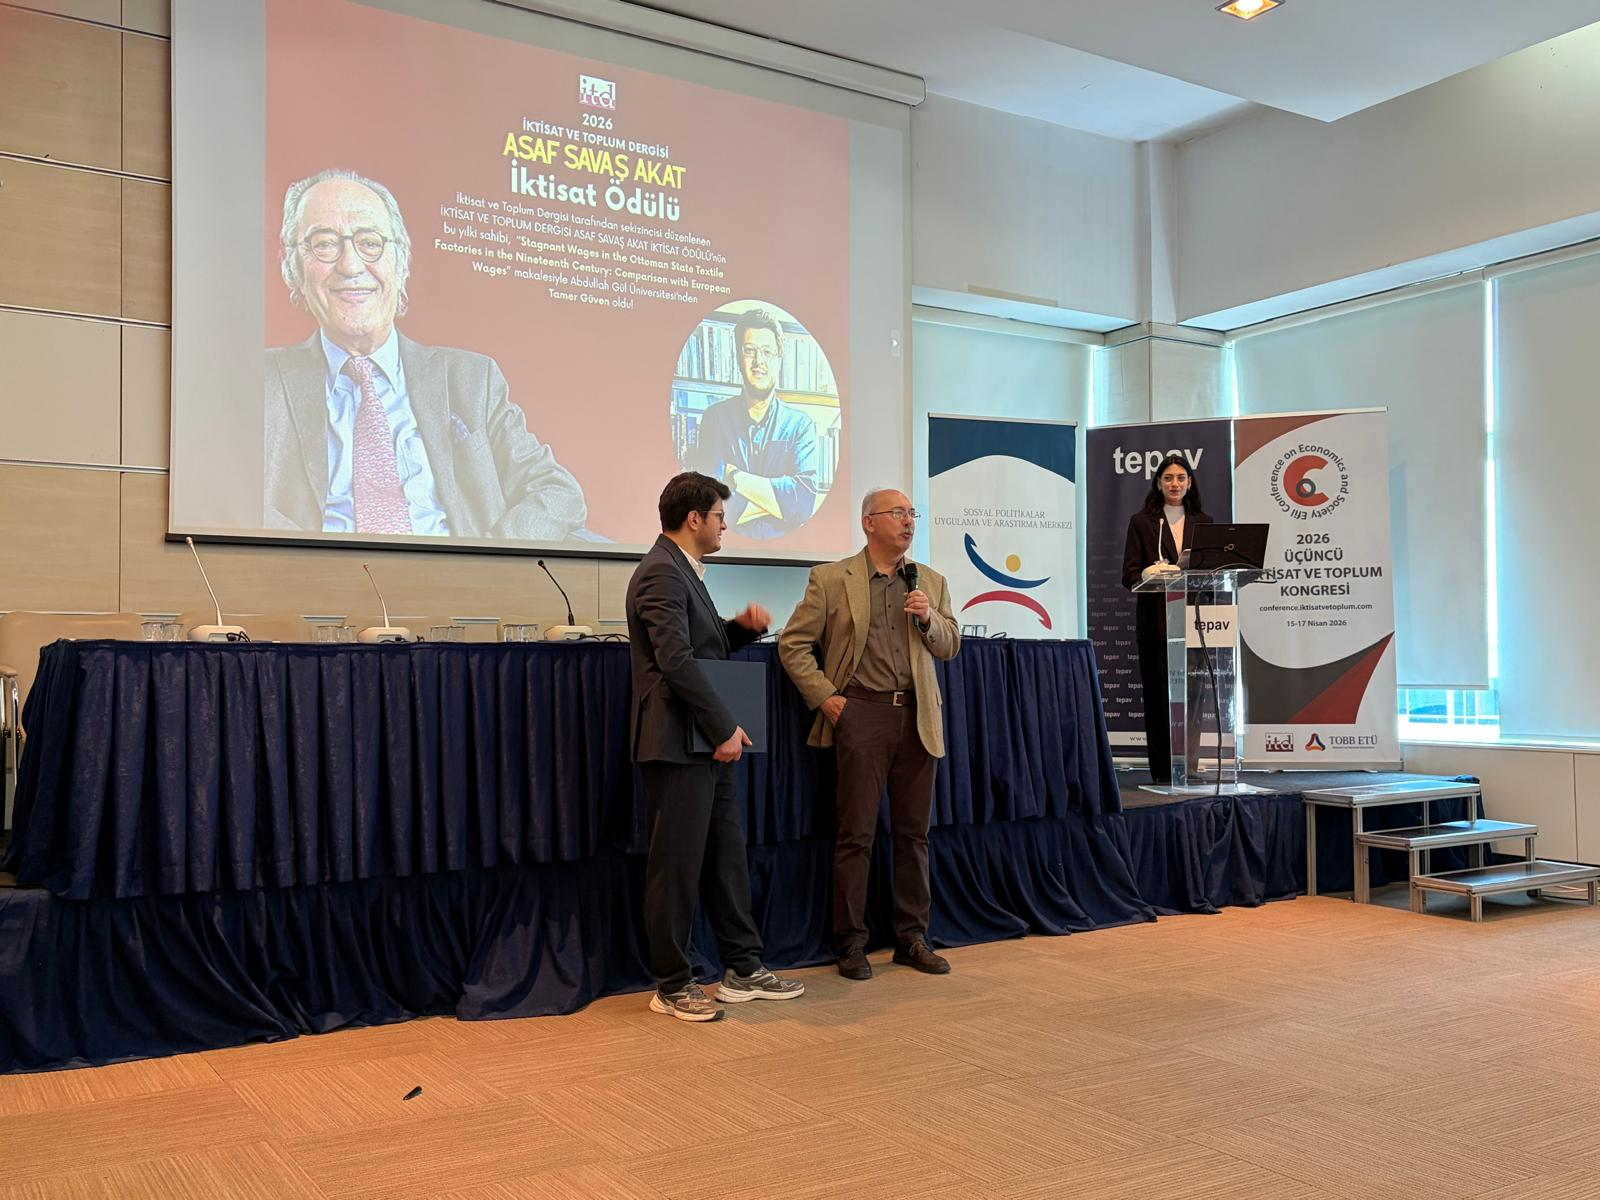 itd
2026
İKTİSAT VE TOPLUM DERGİSİ
ASAF SAVAŞ AKAT
İktisat Ödülü
İktisat ve Toplum Dergisi tarafından sekizincisi düzenlenen
İKTİSAT VE TOPLUM DERGİSİ ASAF SAVAŞ AKAT İKTİSAT ÖDÜLÜ'nün
bu yılki sahibi, "Stagnant Wages in the Ottoman State Textile
Factories in the Nineteenth Century: Comparison with European
Wages" makalesiyle Abdullah Gül Üniversitesi'nden
Tamer Güven oldu!
SOSYAL POLİTİKALAR
UYGULAMA VE ARAŞTIRMA MERKEZİ
tepav
tepav
Conference on Economics and Society Efil
2026
ÜÇÜNCÜ
TİSAT VE TOPLUM
KONGRESİ
conference.iktisatvetoplum.com
15-17 Nisan 2026
itd
TOBB ETÜ